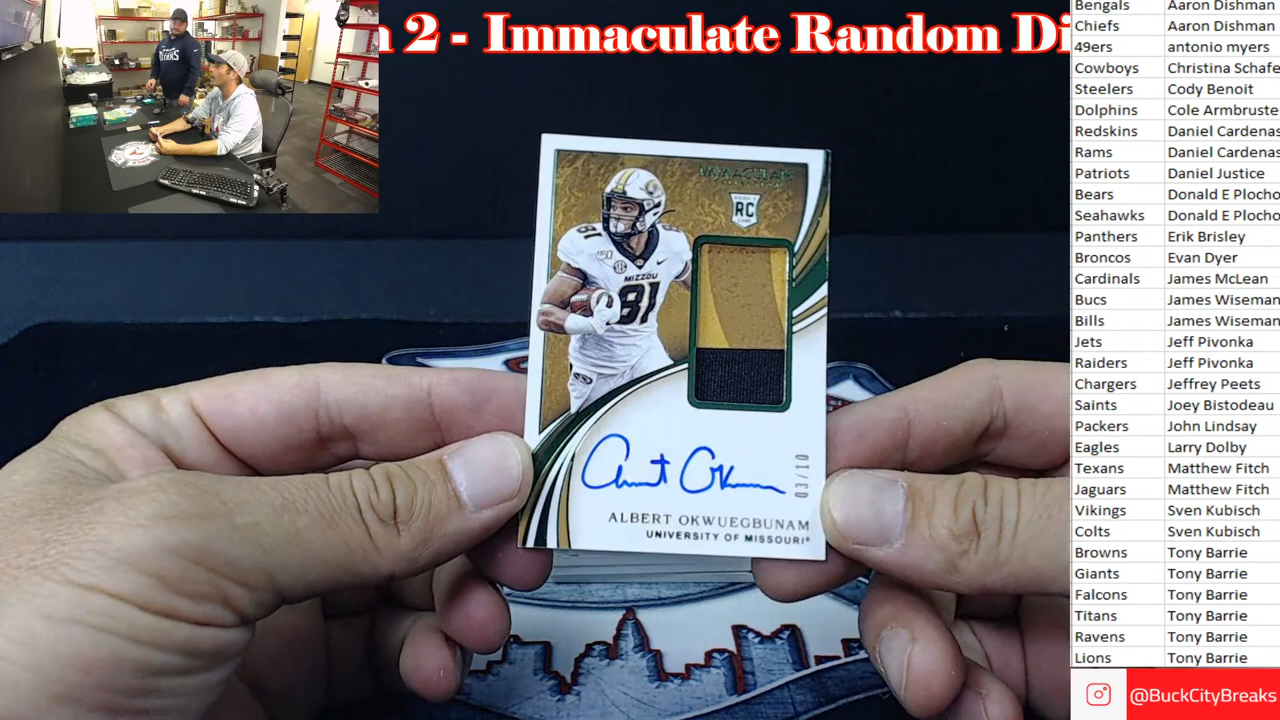 n 2 - Immaculate Random Di
Bengals Aaron Dishman
Chiefs Aaron Dishman
49ers antonio myers
Cowboys Christina Schafe
Steelers Cody Benoit
Dolphins Cole Armbruste
Redskins Daniel Cardenas
Rams Daniel Cardenas
Patriots Daniel Justice
Bears Donald E Plocho
Seahawks Donald E Plocho
Panthers Erik Brisley
Broncos Evan Dyer
Cardinals James McLean
Bucs James Wiseman
Bills James Wiseman
Jets Jeff Pivonka
Raiders Jeff Pivonka
Chargers Jeffrey Peets
Saints Joey Bistodeau
Packers John Lindsay
Eagles Larry Dolby
Texans Matthew Fitch
Jaguars Matthew Fitch
Vikings Sven Kubisch
Colts Sven Kubisch
Browns Tony Barrie
Giants Tony Barrie
Falcons Tony Barrie
Titans Tony Barrie
Ravens Tony Barrie
Lions Tony Barrie
@BuckCityBreaks
IMMACULATE
RC
81
SEC
MIZZOU
81
03/10
ALBERT OKWUEGBUNAM
UNIVERSITY OF MISSOURI